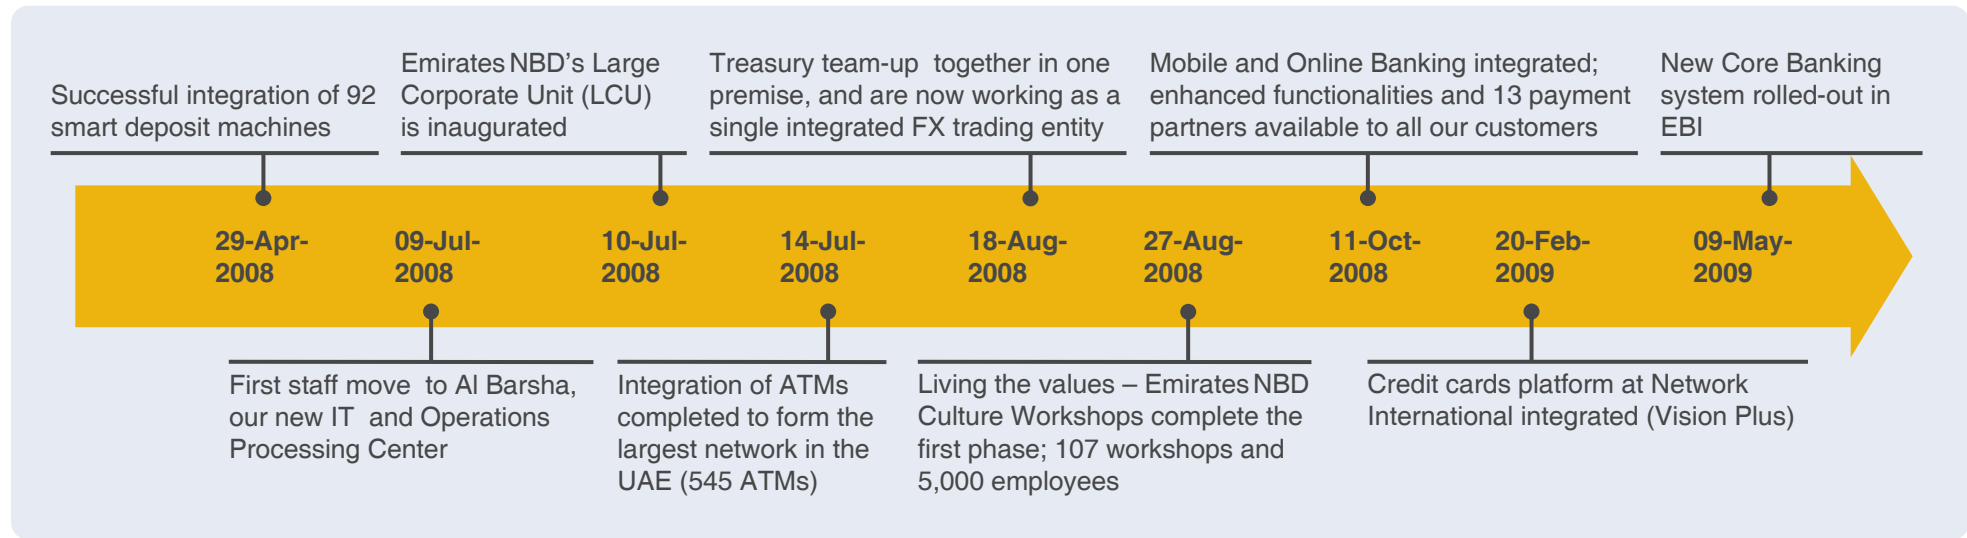 Successful integration of 92
smart deposit machines
Emirates NBD's Large
Corporate Unit (LCU)
is inaugurated
Treasury team-up together in one
premise, and are now working as a
single integrated FX trading entity
Mobile and Online Banking integrated;
enhanced functionalities and 13 payment
partners available to all our customers
New Core Banking
system rolled-out in
EBI
29-Apr-
2008
09-Jul-
2008
10-Jul-
2008
14-Jul-
2008
18-Aug-
2008
27-Aug-
2008
11-Oct-
2008
20-Feb-
2009
09-May-
2009
First staff move to Al Barsha,
our new IT and Operations
Processing Center
Integration of ATMs
completed to form the
largest network in the
UAE (545 ATMs)
Living the values – Emirates NBD
Culture Workshops complete the
first phase; 107 workshops and
5,000 employees
Credit cards platform at Network
International integrated (Vision Plus)